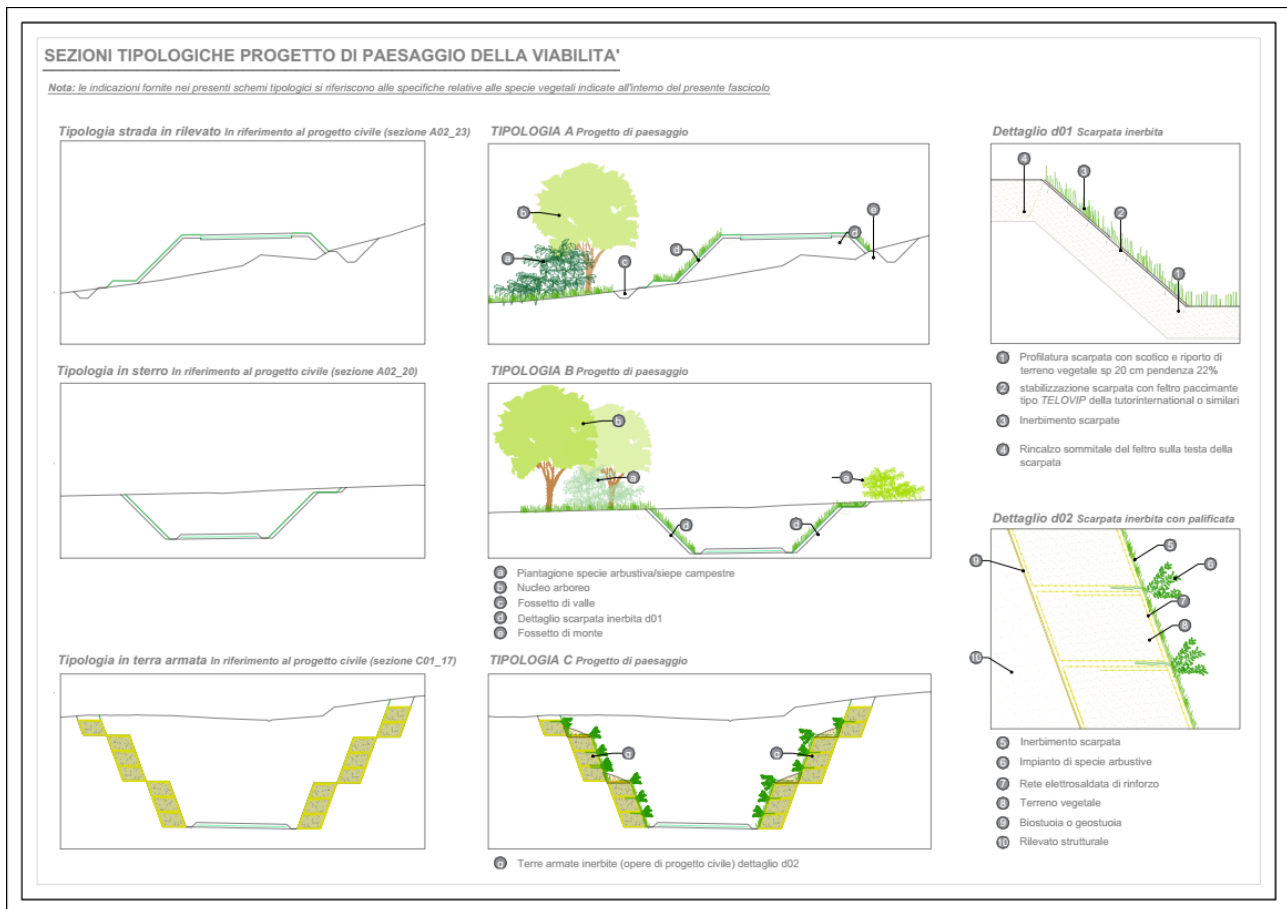 SEZIONI TIPOLOGICHE PROGETTO DI PAESAGGIO DELLA VIABILITA'
Nota: le indicazioni fornite nei presenti schemi tipologici si riferiscono alle specifiche relative alle specie vegetali indicate all'interno del presente fascicolo
Tipologia strada in rilevato In riferimento al progetto civile (sezione A02_23)
TIPOLOGIA A Progetto di paesaggio
b
a
c
d
d
e
Dettaglio d01 Scarpata inerbita
4
3
2
1
1 Profilatura scarpata con scotico e riporto di
terreno vegetale sp 20 cm pendenza 22%
2 stabilizzazione scarpata con feltro paccimante
tipo TELOVIP della tutorinternational o similari
3 Inerbimento scarpate
4 Rincalzo sommitale del feltro sulla testa della
scarpata
Tipologia in sterro In riferimento al progetto civile (sezione A02_20)
TIPOLOGIA B Progetto di paesaggio
b
a
a
d
d
a Piantagione specie arbustiva/siepe campestre
b Nucleo arboreo
c Fossetto di valle
d Dettaglio scarpata inerbita d01
e Fossetto di monte
Dettaglio d02 Scarpata inerbita con palificata
5
6
9
7
8
10
5 Inerbimento scarpata
6 Impianto di specie arbustive
7 Rete elettrosaldata di rinforzo
8 Terreno vegetale
9 Biostuoia o geostuoia
10 Rilevato strutturale
Tipologia in terra armata In riferimento al progetto civile (sezione C01_17)
TIPOLOGIA C Progetto di paesaggio
g
g
g Terre armate inerbite (opere di progetto civile) dettaglio d02